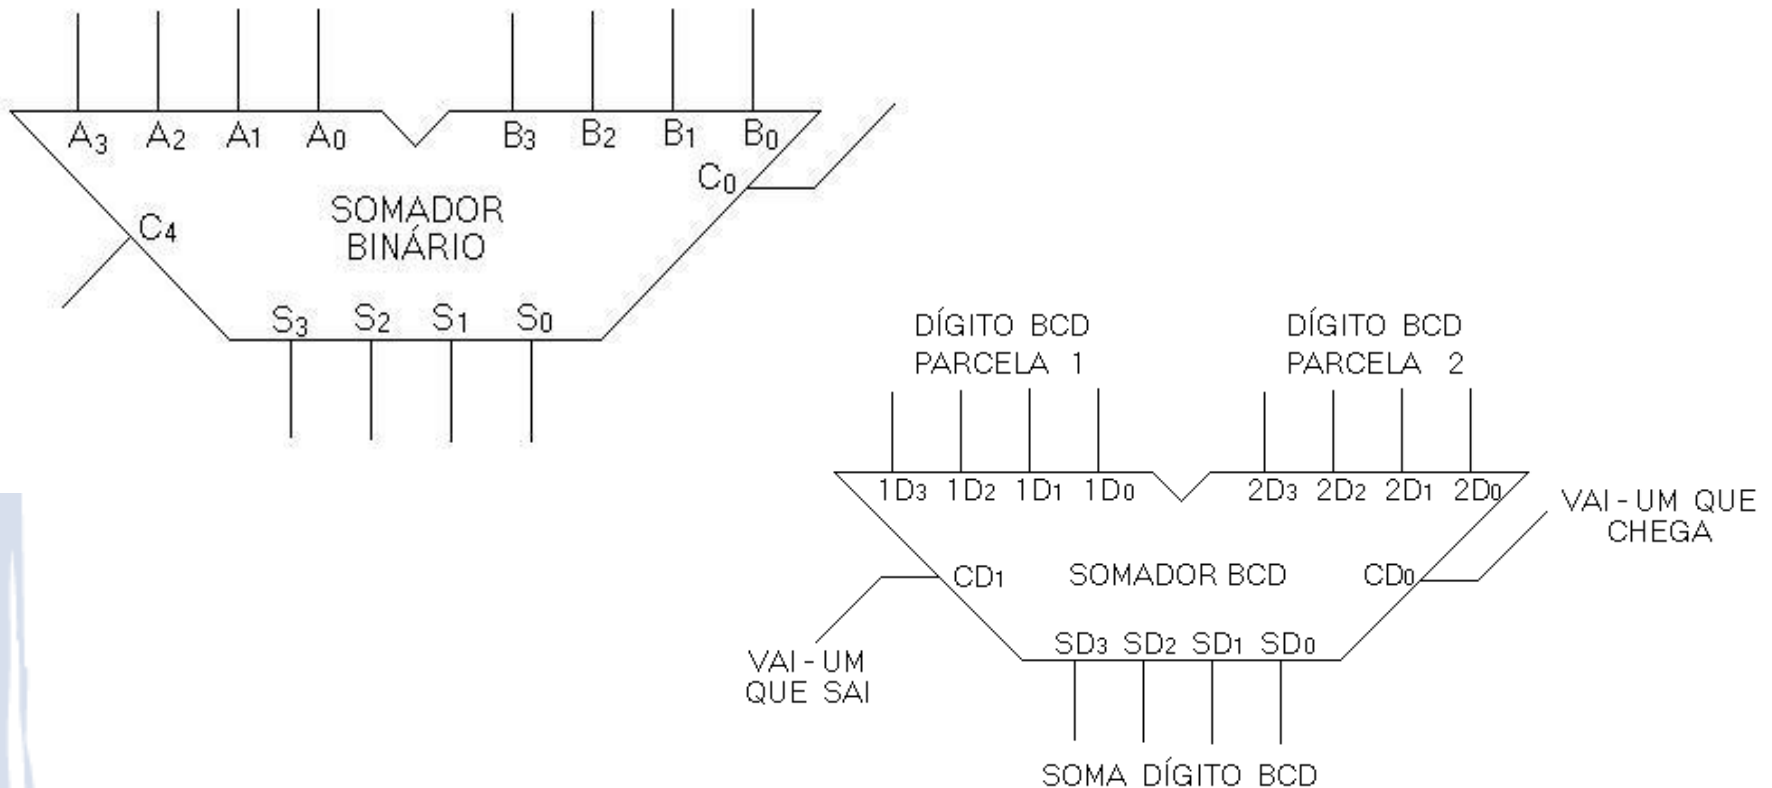 A3 A2 A1 A0 B3 B2 B1 B0
C0
SOMADOR
BINÁRIO
C4
S3 S2 S1 S0
DÍGITO BCD
PARCELA 1
DÍGITO BCD
PARCELA 2
1D3 1D2 1D1 1D0 2D3 2D2 2D1 2D0
VAI-UM QUE
CHEGA
CD1 SOMADOR BCD CD0
SD3 SD2 SD1 SD0
VAI-UM
QUE SAI
SOMA DÍGITO BCD